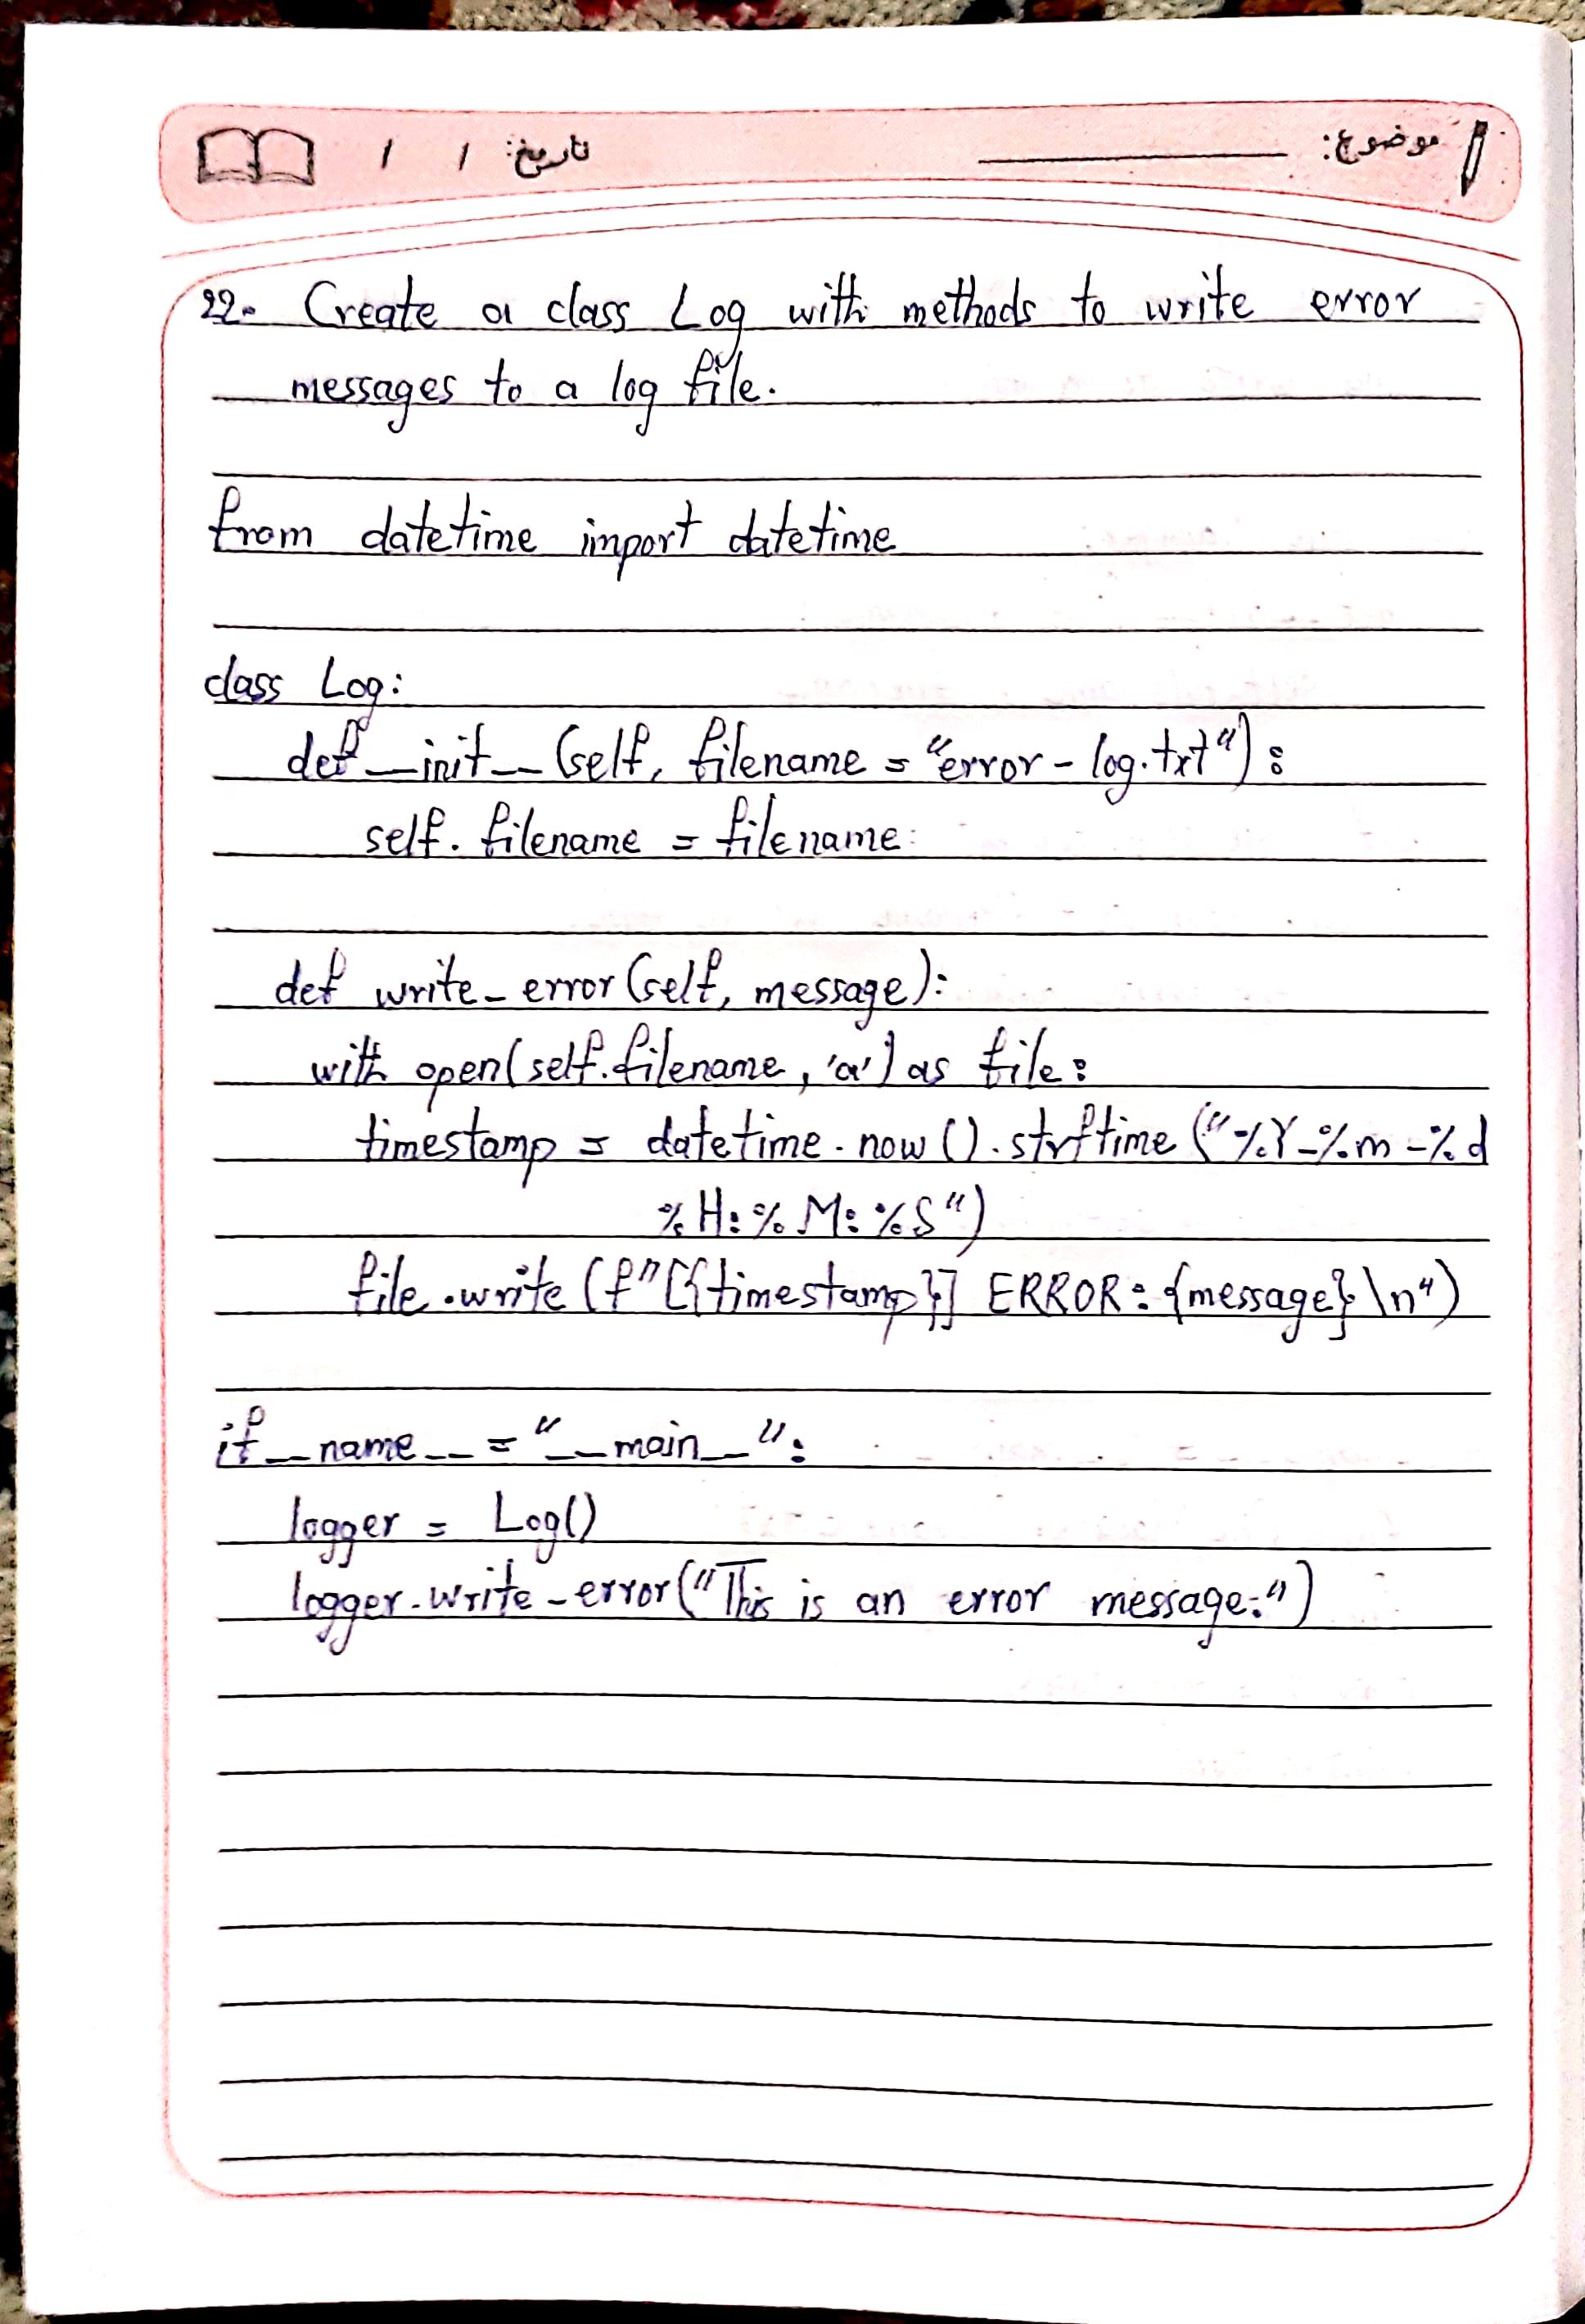 موضوع: تاریخ: / /
22. Create a class Log with methods to write error
messages to a log file.
from datetime import datetime
class Log:
def __init__(self, filename = "error-log.txt"):
self.filename = filename
def write_error(self, message):
with open(self.filename, 'a') as file:
timestamp = datetime.now().strftime("%Y-%m-%d
%H:%M:%S")
file.write(f"[{timestamp}] ERROR: {message}\n")
if __name__ = "__main__":
logger = Log()
logger.write_error("This is an error message.")